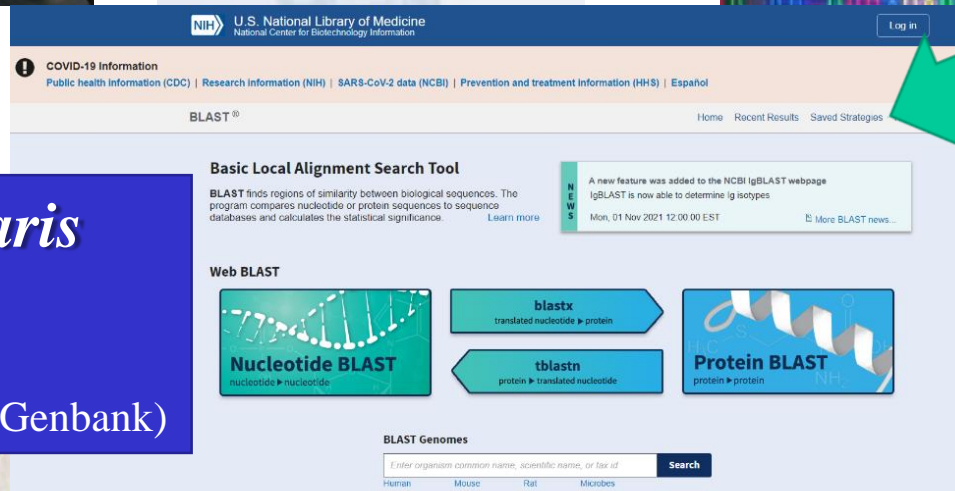 NIH U.S. National Library of Medicine
National Center for Biotechnology Information
Log in
COVID-19 Information
Public health information (CDC) | Research information (NIH) | SARS-CoV-2 data (NCBI) | Prevention and treatment information (HHS) | Español
BLAST ®
Home Recent Results Saved Strategies
Basic Local Alignment Search Tool
BLAST finds regions of similarity between biological sequences. The
program compares nucleotide or protein sequences to sequence
databases and calculates the statistical significance. Learn more
NEWS
A new feature was added to the NCBI IgBLAST webpage
IgBLAST is now able to determine Ig isotypes
Mon, 01 Nov 2021 12:00:00 EST
More BLAST news...
aris
Genbank)
Web BLAST
Nucleotide BLAST
nucleotide ▶ nucleotide
blastx
translated nucleotide ▶ protein
tblastn
protein ▶ translated nucleotide
Protein BLAST
protein ▶ protein
BLAST Genomes
Enter organism common name, scientific name, or tax id
Search
Human Mouse Rat Microbes